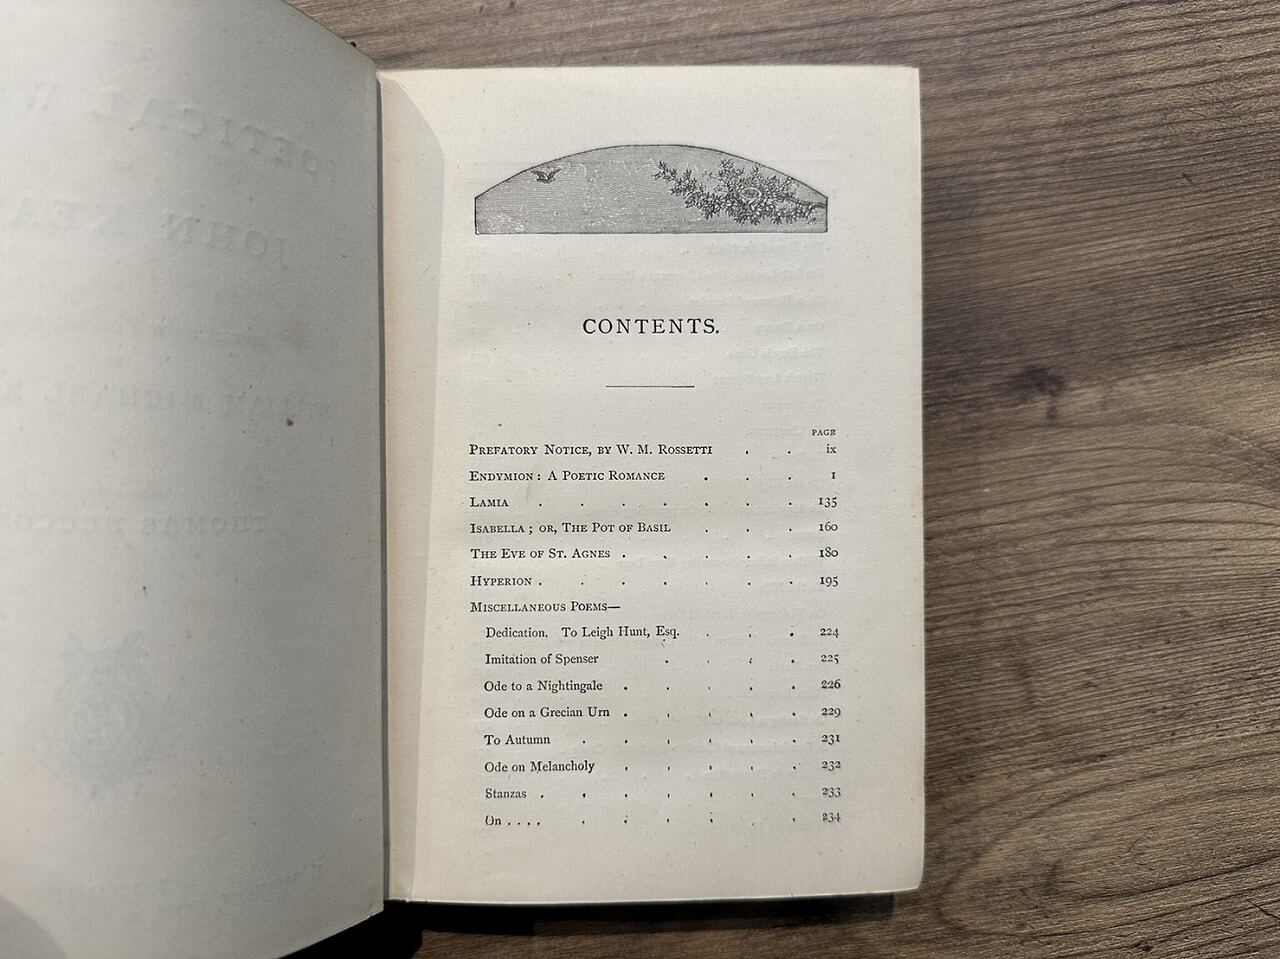 CONTENTS.
PAGE
PREFATORY NOTICE, BY W. M. ROSSETTI . . ix
ENDYMION : A POETIC ROMANCE . . . 1
LAMIA . . . . . . . 135
ISABELLA ; OR, THE POT OF BASIL . . . 160
THE EVE OF ST. AGNES . . . . . 180
HYPERION . . . . . . . 195
MISCELLANEOUS POEMS—
Dedication. To Leigh Hunt, Esq. . . . 224
Imitation of Spenser . . . . 225
Ode to a Nightingale . . . . . 226
Ode on a Grecian Urn . . . . . 229
To Autumn . . . . . . 231
Ode on Melancholy . . . . . 232
Stanzas . . . . . . . 233
On . . . . . . . . . . 234